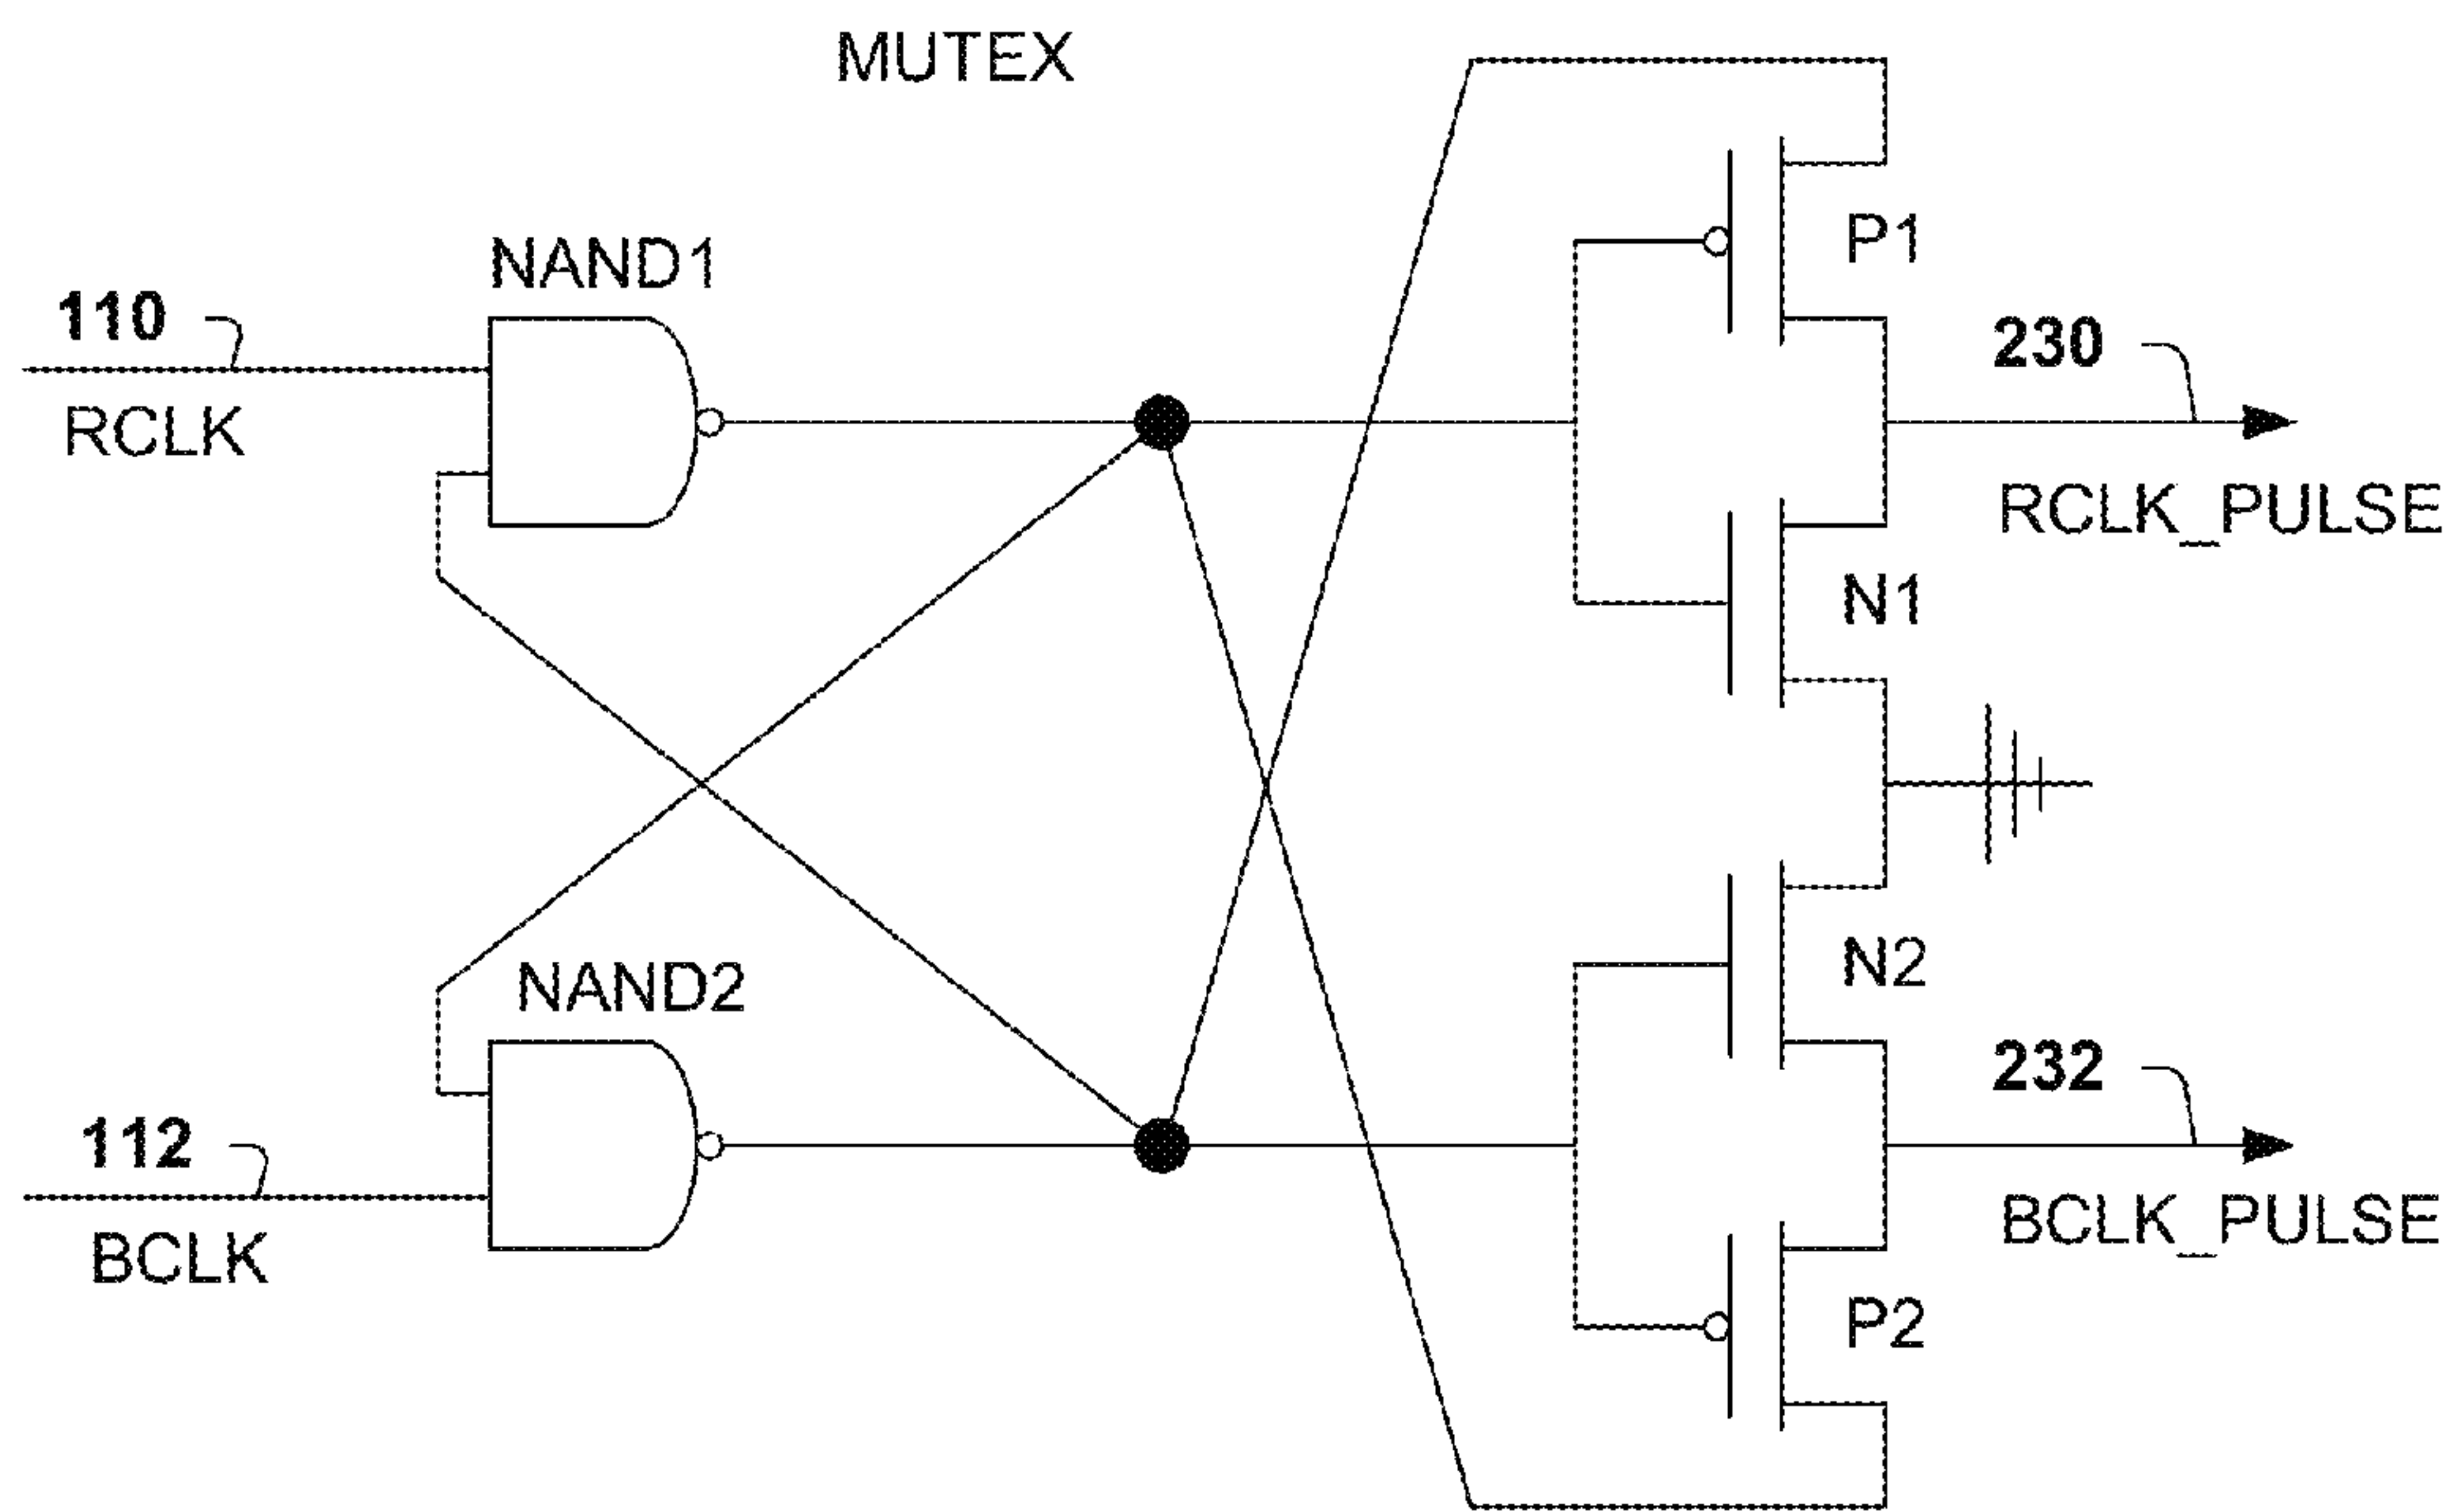 MUTEX
NAND1
P1
110
230
RCLK
RCLK_PULSE
N1
NAND2
N2
232
112
BCLK_PULSE
BCLK
P2